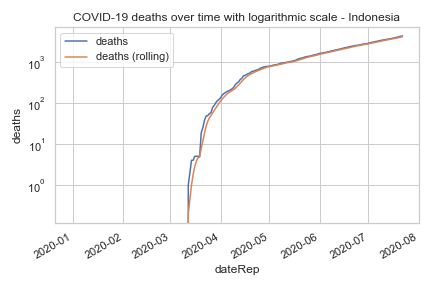 COVID-19 deaths over time with logarithmic scale - Indonesia
deaths
deaths (rolling)
10³
10²
10¹
10⁰
deaths
2020-01
2020-02
2020-03
2020-04
2020-05
2020-06
2020-07
2020-08
dateRep